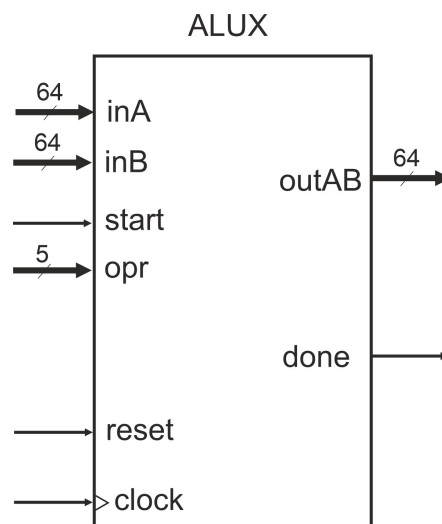 ALUX
64
inA
64
inB
outAB
64
start
5
opr
done
reset
clock